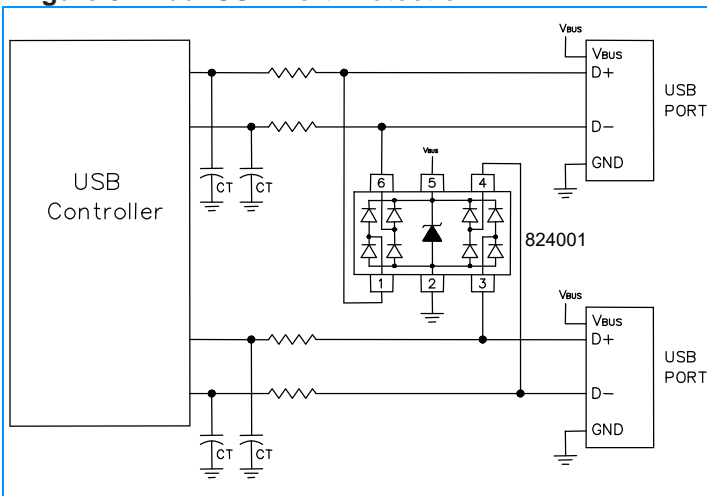 VBUS
VBUS
D+
USB
PORT
D-
GND
CT
CT
USB
Controller
VBUS
6
5
4
824001
1
2
3
VBUS
VBUS
D+
USB
PORT
D-
GND
CT
CT